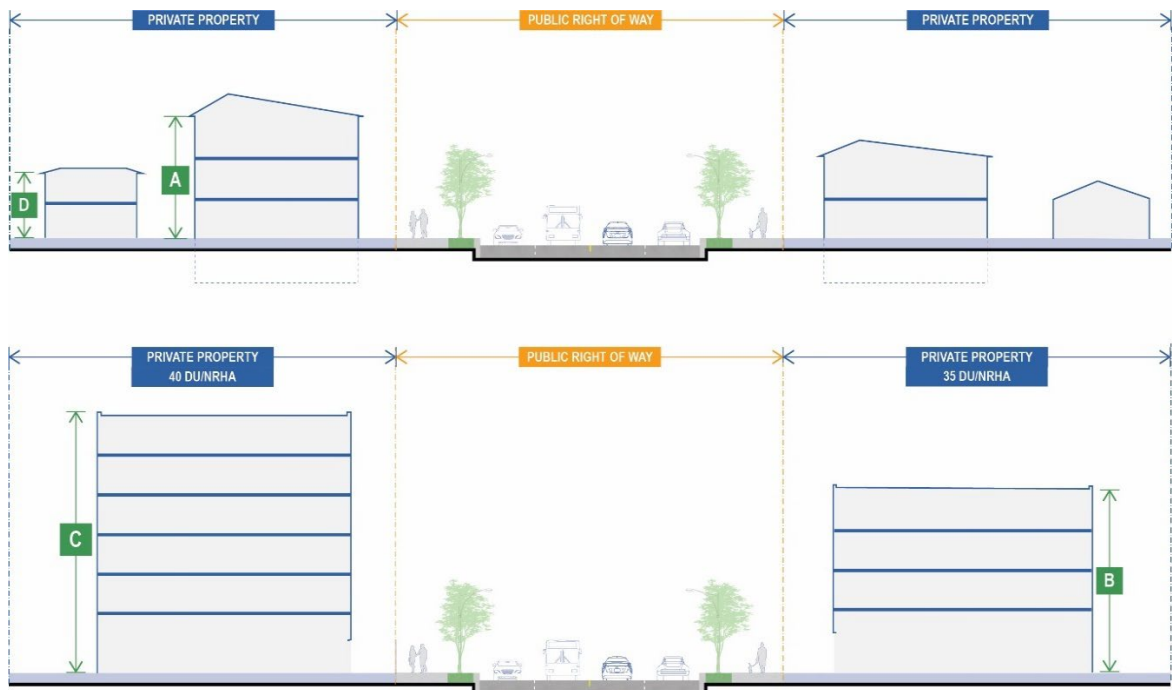 PRIVATE PROPERTY
PUBLIC RIGHT OF WAY
PRIVATE PROPERTY
A
D
PRIVATE PROPERTY
40 DU/NRHA
PUBLIC RIGHT OF WAY
PRIVATE PROPERTY
35 DU/NRHA
C
B